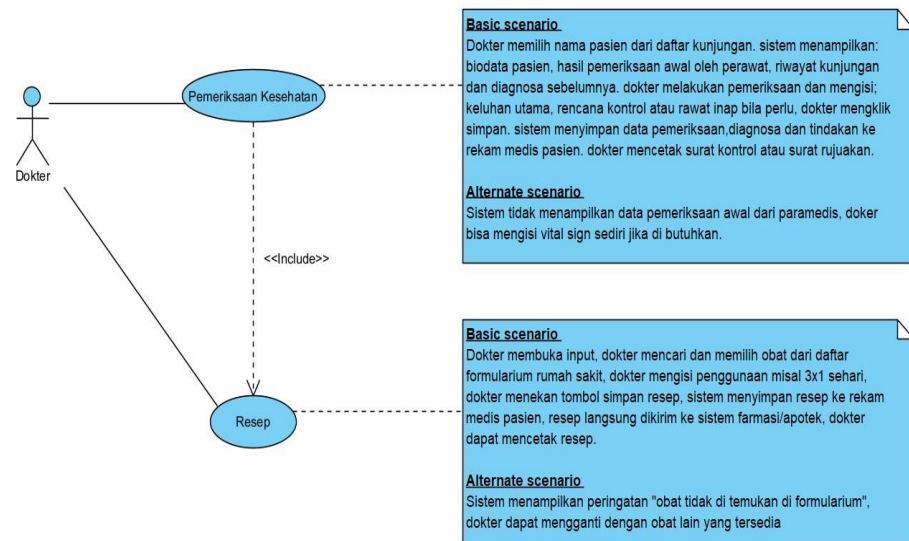 Basic scenario
Dokter memilih nama pasien dari daftar kunjungan. sistem menampilkan:
biodata pasien, hasil pemeriksaan awal oleh perawat, riwayat kunjungan
dan diagnosa sebelumnya. dokter melakukan pemeriksaan dan mengisi;
keluhan utama, rencana kontrol atau rawat inap bila perlu, dokter mengklik
simpan. sistem menyimpan data pemeriksaan,diagnosa dan tindakan ke
rekam medis pasien. dokter mencetak surat kontrol atau surat rujuakan.
Alternate scenario
Sistem tidak menampilkan data pemeriksaan awal dari paramedis, doker
bisa mengisi vital sign sediri jika di butuhkan.
Pemeriksaan Kesehatan
Dokter
<<Include>>
Resep
Basic scenario
Dokter membuka input, dokter mencari dan memilih obat dari daftar
formularium rumah sakit, dokter mengisi penggunaan misal 3x1 sehari,
dokter menekan tombol simpan resep, sistem menyimpan resep ke rekam
medis pasien, resep langsung dikirim ke sistem farmasi/apotek, dokter
dapat mencetak resep.
Alternate scenario
Sistem menampilkan peringatan "obat tidak di temukan di formularium",
dokter dapat mengganti dengan obat lain yang tersedia